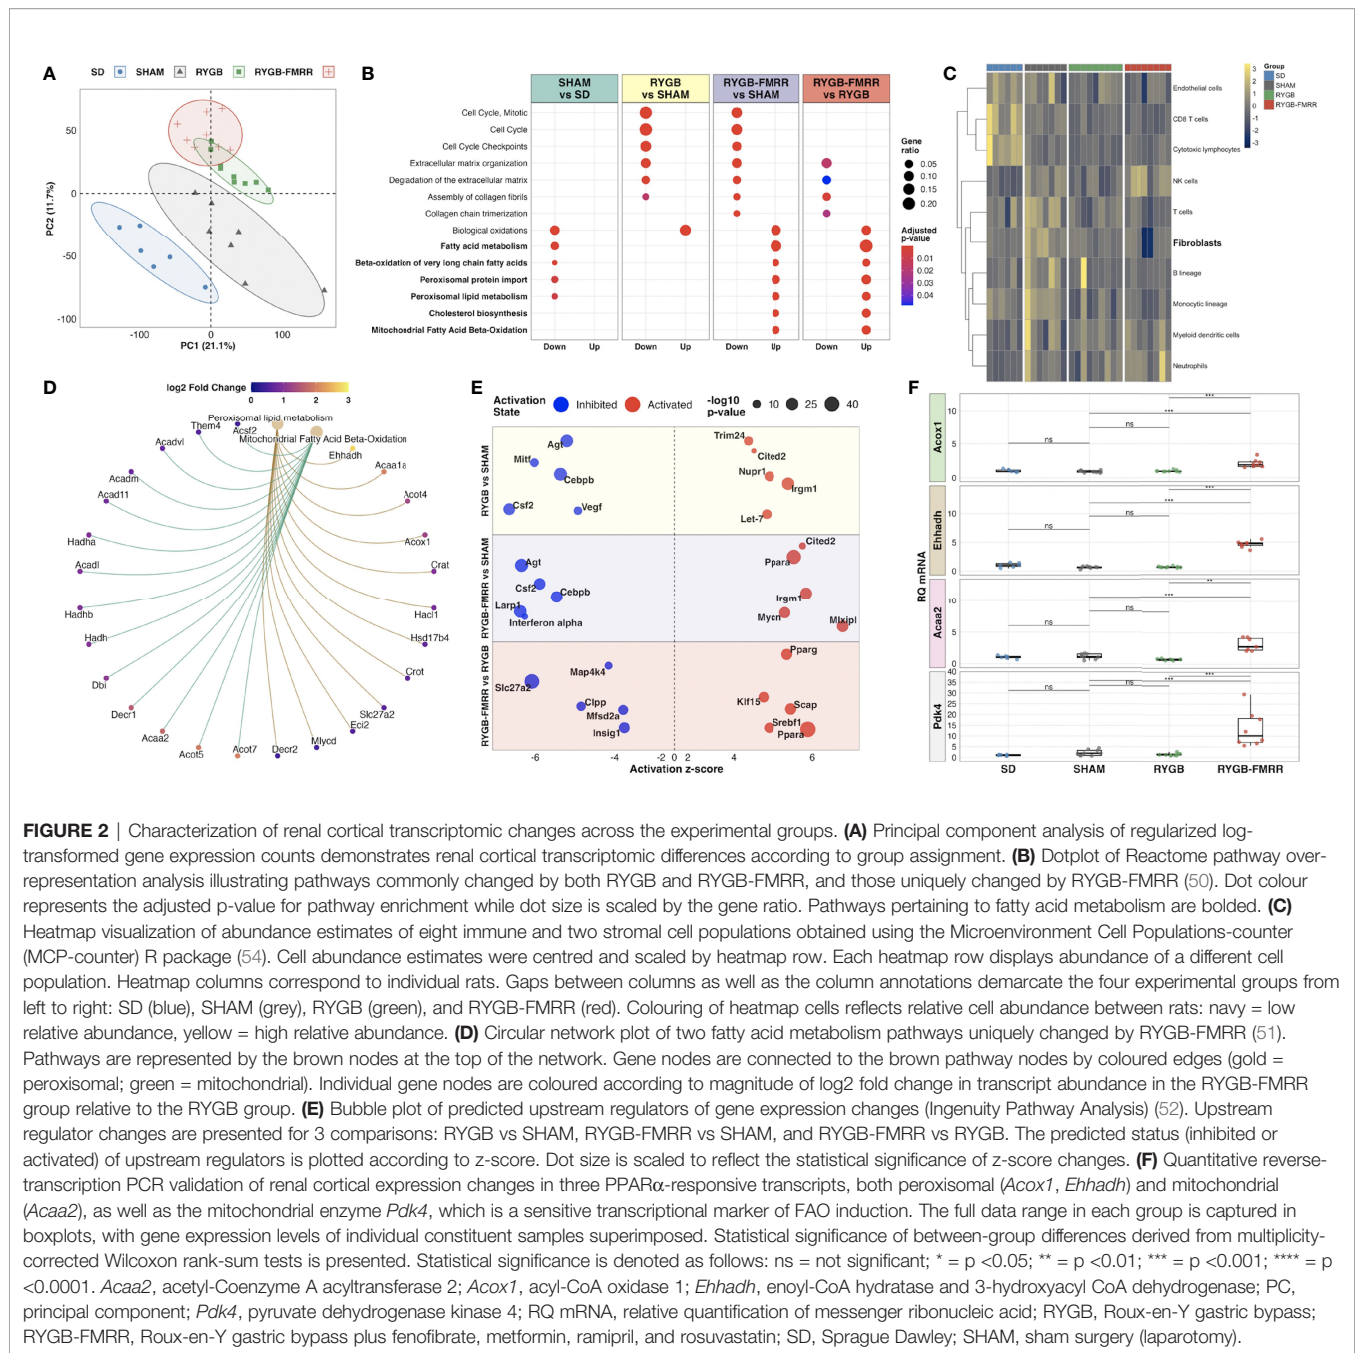 A
SD SHAM RYGB RYGB-FMRR
50
0
-50
-100
PC2 (11.7%)
-100 0 100
PC1 (21.1%)
B
SHAM vs SD
RYGB vs SHAM
RYGB-FMRR vs SHAM
RYGB-FMRR vs RYGB
Cell Cycle, Mitotic
Cell Cycle
Cell Cycle Checkpoints
Extracellular matrix organization
Degradation of the extracellular matrix
Assembly of collagen fibrils
Collagen chain trimerization
Biological oxidations
Fatty acid metabolism
Beta-oxidation of very long chain fatty acids
Peroxisomal protein import
Peroxisomal lipid metabolism
Cholesterol biosynthesis
Mitochondrial Fatty Acid Beta-Oxidation
Down Up Down Up Down Up Down Up
Gene ratio
0.05
0.10
0.15
0.20
Adjusted p-value
0.01
0.02
0.03
0.04
C
Endothelial cells
CD8 T cells
Cytotoxic lymphocytes
NK cells
T cells
Fibroblasts
B lineage
Monocytic lineage
Myeloid dendritic cells
Neutrophils
3
2
1
0
-1
-2
-3
Group
SD
SHAM
RYGB
RYGB-FMRR
D
log2 Fold Change
0 1 2 3
Peroxisomal lipid metabolism
Mitochondrial Fatty Acid Beta-Oxidation
Ehhadh
Acaa1a
Acot4
Acox1
Crat
Hacl1
Hsd17b4
Crot
Slc27a2
Eci2
Mlycd
Decr2
Acot7
Acot5
Acaa2
Decr1
Dbi
Hadh
Hadhb
Acadl
Hadha
Acad11
Acadm
Acadvl
Them4
Acsf2
E
Activation State Inhibited Activated
-log10 p-value 10 25 40
RYGB vs SHAM
Agt
Mitf
Cebpb
Csf2
Vegf
Trim24
Cited2
Nupr1
Irgm1
Let-7
RYGB-FMRR vs SHAM
Agt
Csf2
Cebpb
Larp1
Interferon alpha
Cited2
Ppara
Irgm1
Mycn
Mlxipl
RYGB-FMRR vs RYGB
Map4k4
Slc27a2
Clpp
Mfsd2a
Insig1
Pparg
Klf15
Scap
Srebf1
Ppara
-6 -4 -2 0 2 4 6
Activation z-score
F
RQ mRNA
Acox1
10
5
0
ns
ns
***
***
Ehhadh
10
5
0
ns
ns
***
***
Acaa2
10
5
0
ns
ns
***
**
Pdk4
40
35
30
25
20
15
10
5
0
ns
ns
***
***
SD SHAM RYGB RYGB-FMRR
FIGURE 2 | Characterization of renal cortical transcriptomic changes across the experimental groups. (A) Principal component analysis of regularized log-
transformed gene expression counts demonstrates renal cortical transcriptomic differences according to group assignment. (B) Dotplot of Reactome pathway over-
representation analysis illustrating pathways commonly changed by both RYGB and RYGB-FMRR, and those uniquely changed by RYGB-FMRR (50). Dot colour
represents the adjusted p-value for pathway enrichment while dot size is scaled by the gene ratio. Pathways pertaining to fatty acid metabolism are bolded. (C)
Heatmap visualization of abundance estimates of eight immune and two stromal cell populations obtained using the Microenvironment Cell Populations-counter
(MCP-counter) R package (54). Cell abundance estimates were centred and scaled by heatmap row. Each heatmap row displays abundance of a different cell
population. Heatmap columns correspond to individual rats. Gaps between columns as well as the column annotations demarcate the four experimental groups from
left to right: SD (blue), SHAM (grey), RYGB (green), and RYGB-FMRR (red). Colouring of heatmap cells reflects relative cell abundance between rats: navy = low
relative abundance, yellow = high relative abundance. (D) Circular network plot of two fatty acid metabolism pathways uniquely changed by RYGB-FMRR (51).
Pathways are represented by the brown nodes at the top of the network. Gene nodes are connected to the brown pathway nodes by coloured edges (gold =
peroxisomal; green = mitochondrial). Individual gene nodes are coloured according to magnitude of log2 fold change in transcript abundance in the RYGB-FMRR
group relative to the RYGB group. (E) Bubble plot of predicted upstream regulators of gene expression changes (Ingenuity Pathway Analysis) (52). Upstream
regulator changes are presented for 3 comparisons: RYGB vs SHAM, RYGB-FMRR vs SHAM, and RYGB-FMRR vs RYGB. The predicted status (inhibited or
activated) of upstream regulators is plotted according to z-score. Dot size is scaled to reflect the statistical significance of z-score changes. (F) Quantitative reverse-
transcription PCR validation of renal cortical expression changes in three PPARα-responsive transcripts, both peroxisomal (Acox1, Ehhadh) and mitochondrial
(Acaa2), as well as the mitochondrial enzyme Pdk4, which is a sensitive transcriptional marker of FAO induction. The full data range in each group is captured in
boxplots, with gene expression levels of individual constituent samples superimposed. Statistical significance of between-group differences derived from multiplicity-
corrected Wilcoxon rank-sum tests is presented. Statistical significance is denoted as follows: ns = not significant; * = p <0.05; ** = p <0.01; *** = p <0.001; **** = p
<0.0001. Acaa2, acetyl-Coenzyme A acyltransferase 2; Acox1, acyl-CoA oxidase 1; Ehhadh, enoyl-CoA hydratase and 3-hydroxyacyl CoA dehydrogenase; PC,
principal component; Pdk4, pyruvate dehydrogenase kinase 4; RQ mRNA, relative quantification of messenger ribonucleic acid; RYGB, Roux-en-Y gastric bypass;
RYGB-FMRR, Roux-en-Y gastric bypass plus fenofibrate, metformin, ramipril, and rosuvastatin; SD, Sprague Dawley; SHAM, sham surgery (laparotomy).